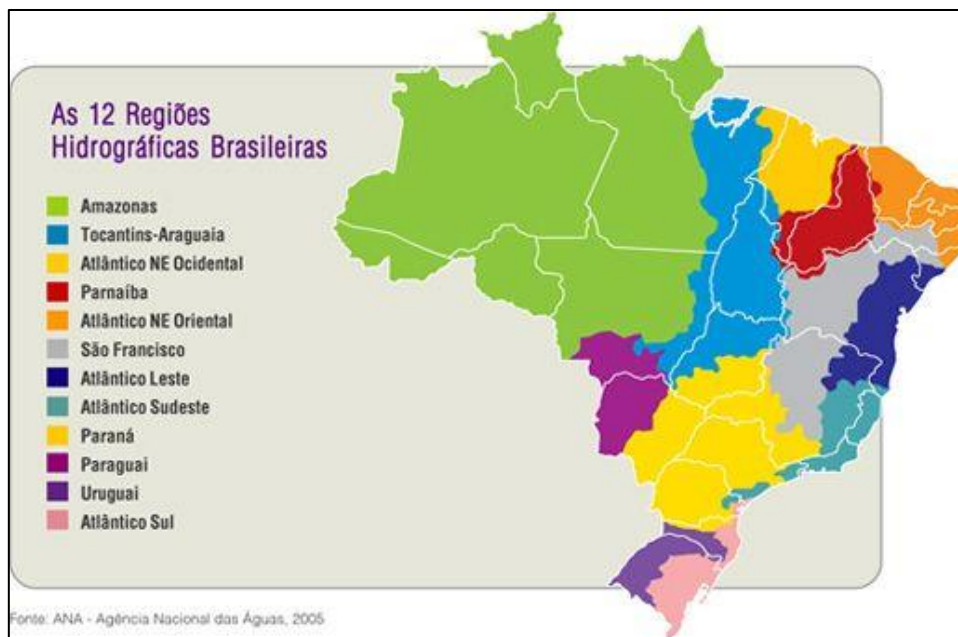 As 12 Regiões
Hidrográficas Brasileiras
Amazonas
Tocantins-Araguaia
Atlântico NE Ocidental
Parnaíba
Atlântico NE Oriental
São Francisco
Atlântico Leste
Atlântico Sudeste
Paraná
Paraguai
Uruguai
Atlântico Sul
Fonte: ANA - Agência Nacional das Águas, 2005